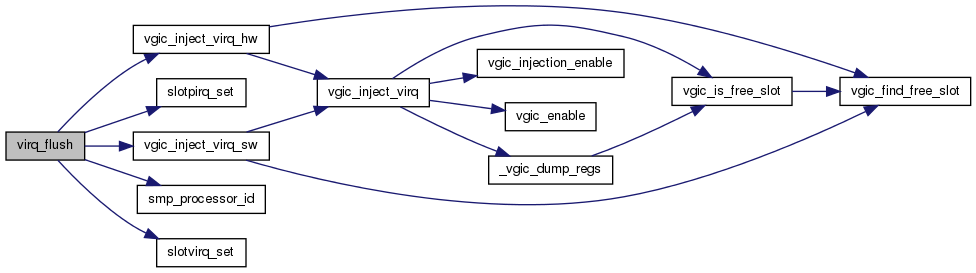 virq_flush
vgic_inject_virq_hw
slotpirq_set
vgic_inject_virq_sw
smp_processor_id
slotvirq_set
vgic_inject_virq
vgic_injection_enable
vgic_enable
_vgic_dump_regs
vgic_is_free_slot
vgic_find_free_slot